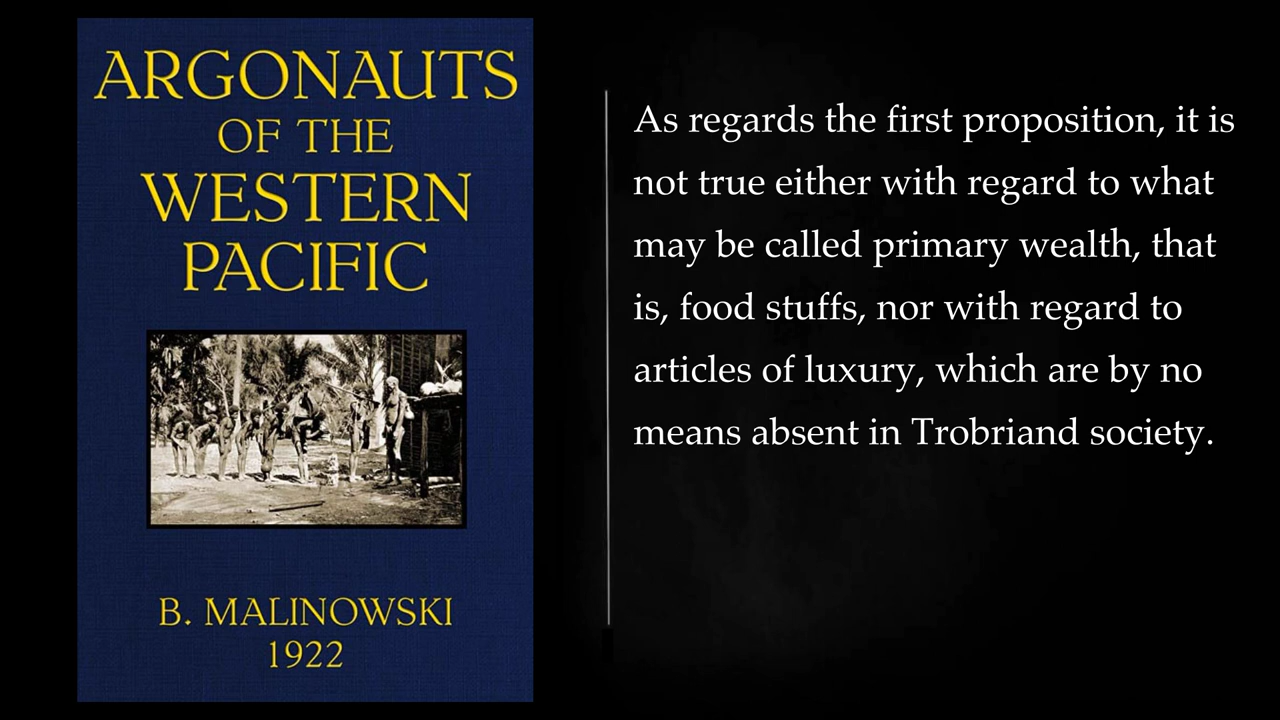 ARGONAUTS
OF THE
WESTERN
PACIFIC
B. MALINOWSKI
1922
As regards the first proposition, it is
not true either with regard to what
may be called primary wealth, that
is, food stuffs, nor with regard to
articles of luxury, which are by no
means absent in Trobriand society.